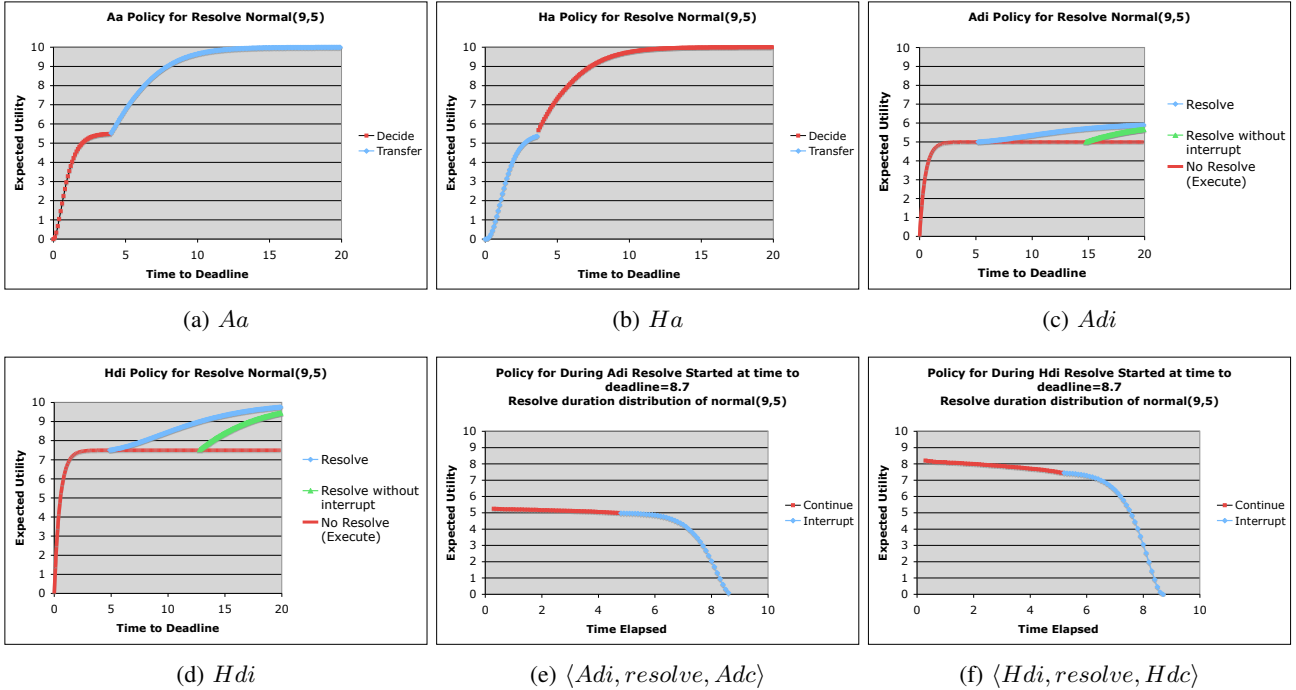 Aa Policy for Resolve Normal(9,5)
Expected Utility
10
9
8
7
6
5
4
3
2
1
0
0 5 10 15 20
Time to Deadline
Decide
Transfer
(a) Aa
Ha Policy for Resolve Normal(9,5)
Expected Utility
10
9
8
7
6
5
4
3
2
1
0
0 5 10 15 20
Time to Deadline
Decide
Transfer
(b) Ha
Adi Policy for Resolve Normal(9,5)
Expected Utility
10
9
8
7
6
5
4
3
2
1
0
0 5 10 15 20
Time to Deadline
Resolve
Resolve without
interrupt
No Resolve
(Execute)
(c) Adi
Hdi Policy for Resolve Normal(9,5)
Expected Utility
10
9
8
7
6
5
4
3
2
1
0
0 5 10 15 20
Time to Deadline
Resolve
Resolve without
interrupt
No Resolve
(Execute)
(d) Hdi
Policy for During Adi Resolve Started at time to
deadline=8.7
Resolve duration distribution of normal(9,5)
Expected Utility
10
9
8
7
6
5
4
3
2
1
0
0 2 4 6 8 10
Time Elapsed
Continue
Interrupt
(e) ⟨Adi, resolve, Adc⟩
Policy for During Hdi Resolve Started at time to
deadline=8.7
Resolve duration distribution of normal(9,5)
Expected Utility
10
9
8
7
6
5
4
3
2
1
0
0 2 4 6 8 10
Time Elapsed
Continue
Interrupt
(f) ⟨Hdi, resolve, Hdc⟩